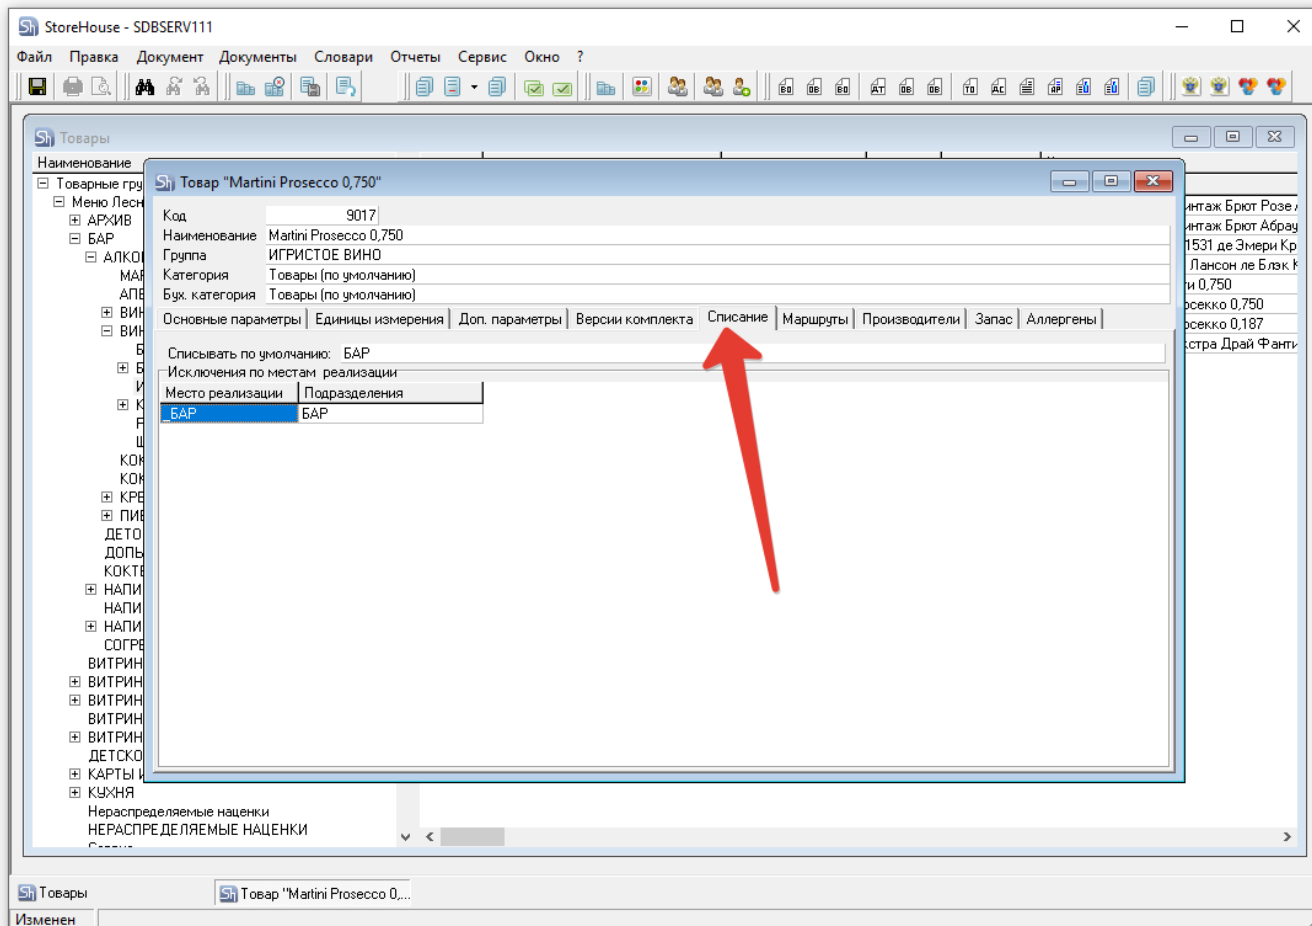 StoreHouse - SDBSERV111
Файл Правка Документ Документы Словари Отчеты Сервис Окно ?
Товары
Наименование
Товарные гру
Меню Лесн
АРХИВ
БАР
АЛКО
ВИН
ВИН
КОК
КОК
КРЕ
ПИВ
ДЕТО
ДОПЬ
КОКТЕ
НАПИ
НАПИ
НАПИ
СОГРЕ
ВИТРИН
ВИТРИН
ВИТРИН
ВИТРИН
ВИТРИН
ДЕТСКО
КАРТЫ И
КУХНЯ
Нераспределяемые наценки
НЕРАСПРЕДЕЛЯЕМЫЕ НАЦЕНКИ
Товар "Martini Prosecco 0,750"
Код 9017
Наименование Martini Prosecco 0,750
Группа ИГРИСТОЕ ВИНО
Категория Товары (по умолчанию)
Бух. категория Товары (по умолчанию)
Основные параметры Единицы измерения Доп. параметры Версии комплекта Списание Маршруты Производители Запас Аллергены
Списывать по умолчанию: БАР
Исключения по местам реализации
Место реализации Подразделения
_БАР БАР
интаж Брют Розе
интаж Брют Абрау
1531 де Эмери Кр
Лансон ле Блэк
ти 0,750
осекко 0,750
осекко 0,187
кстра Драй Фанти
Товары Товар "Martini Prosecco 0,...
Изменен